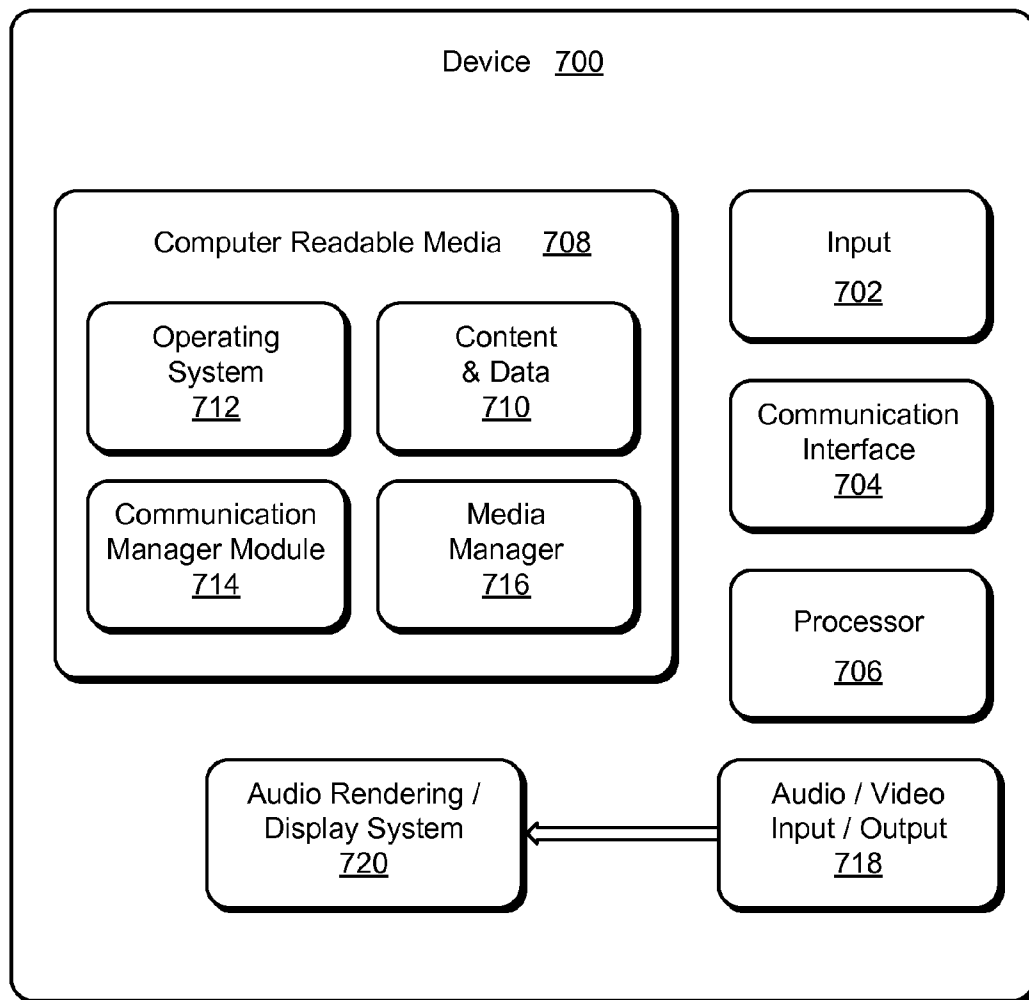 Device 700
Computer Readable Media 708
Operating
System
712
Content
& Data
710
Communication
Manager Module
714
Media
Manager
716
Input
702
Communication
Interface
704
Processor
706
Audio Rendering /
Display System
720
Audio / Video
Input / Output
718